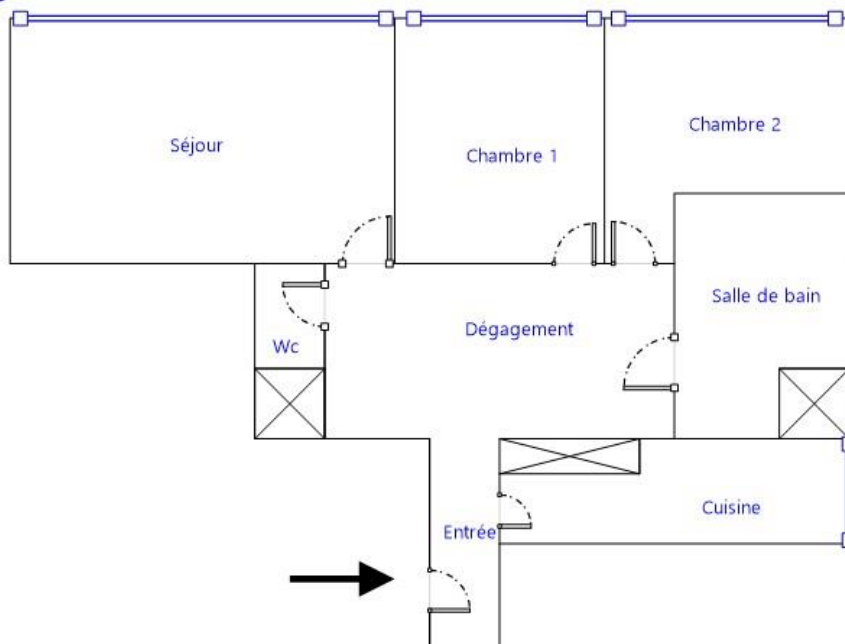 Séjour
Chambre 1
Chambre 2
Salle de bain
Dégagement
Wc
Cuisine
Entrée